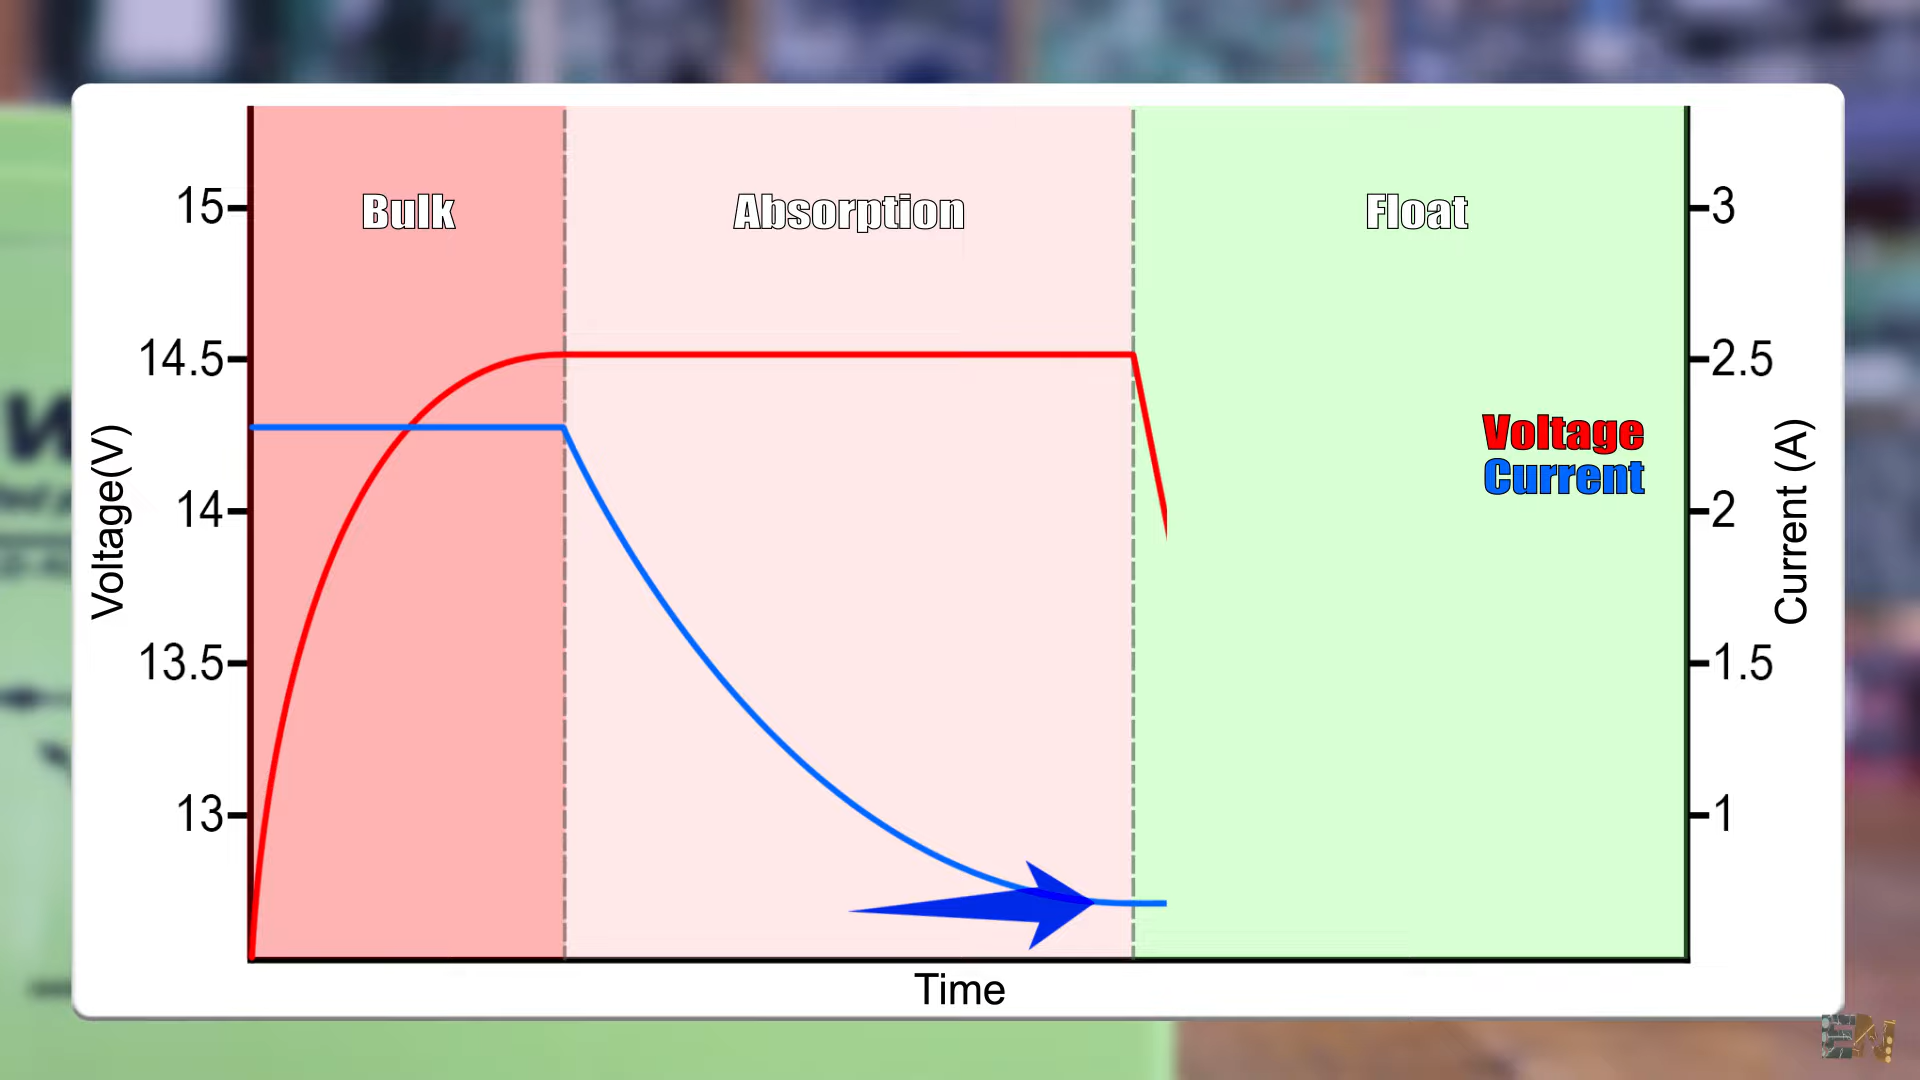 Bulk
Absorption
Float
15
14.5
14
13.5
13
Voltage(V)
3
2.5
2
1.5
1
Current (A)
Voltage
Current
Time
EN